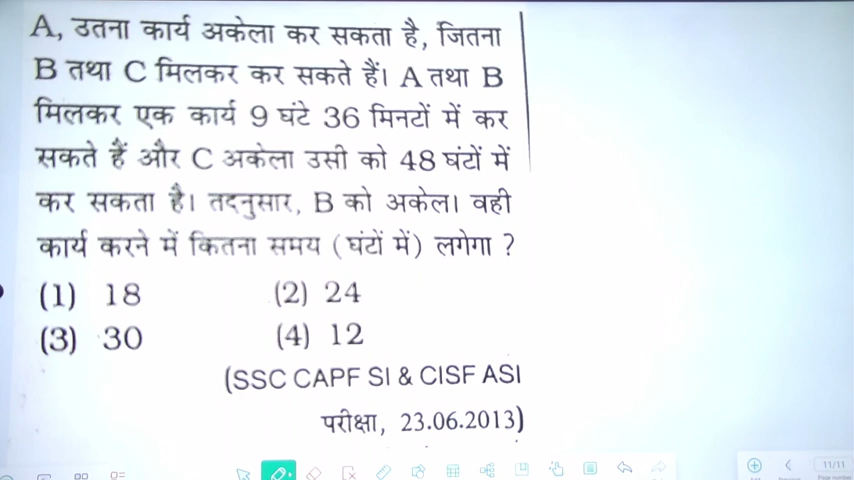 A, उतना कार्य अकेला कर सकता है, जितना
B तथा C मिलकर कर सकते हैं। A तथा B
मिलकर एक कार्य 9 घंटे 36 मिनटों में कर
सकते हैं और C अकेला उसी को 48 घंटों में
कर सकता है। तदनुसार, B को अकेल। वही
कार्य करने में कितना समय (घंटों में) लगेगा ?
(1) 18 (2) 24
(3) 30 (4) 12
(SSC CAPF SI & CISF ASI
परीक्षा, 23.06.2013)
11/11
Page number